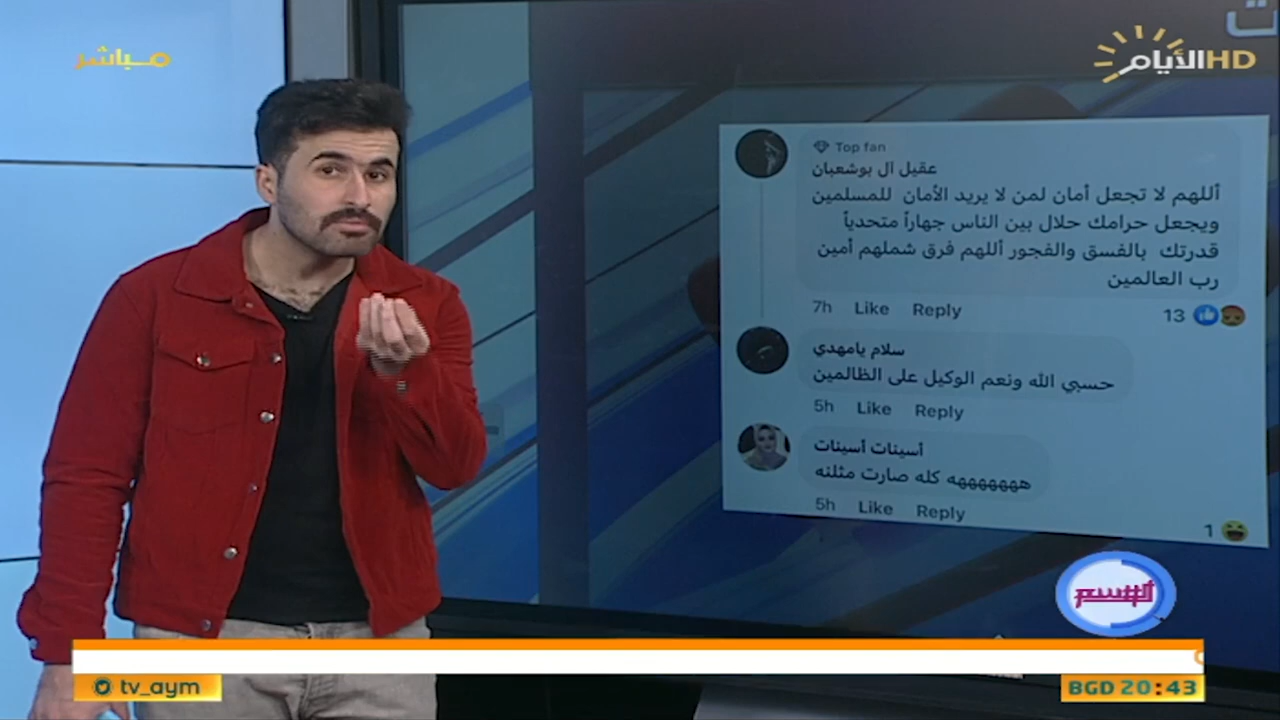 مباشر
الأيام HD
Top fan
عقيل ال بوشعبان
أللهم لا تجعل أمان لمن لا يريد الأمان للمسلمين
ويجعل حرامك حلال بين الناس جهاراً متحدياً
قدرتك بالفسق والفجور أللهم فرق شملهم أمين
رب العالمين
7h Like Reply 13
سلام يامهدي
حسبي الله ونعم الوكيل على الظالمين
5h Like Reply
أسينات أسينات
هههههههه كله صارت مثلنه
5h Like Reply
1
tv_aym
BGD 20:43